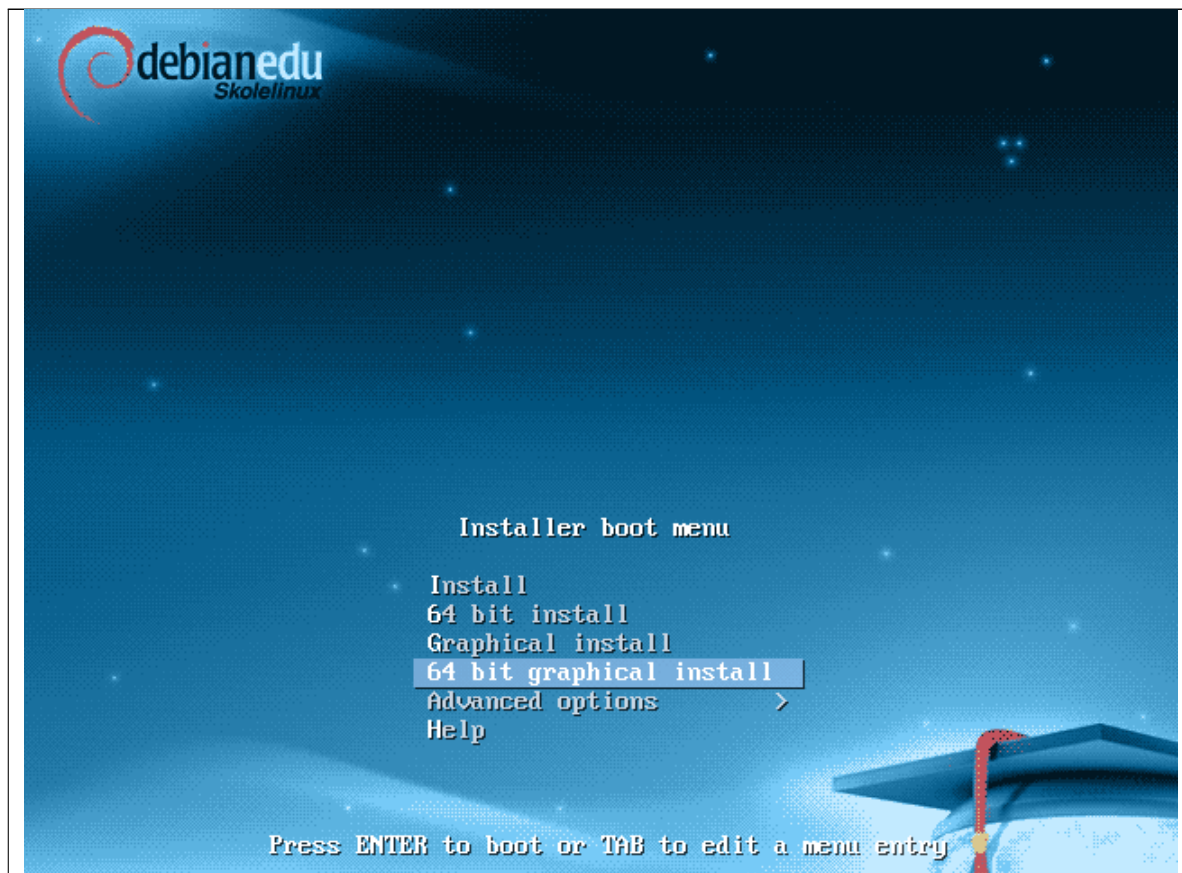 debianedu
Skolelinux
Installer boot menu
Install
64 bit install
Graphical install
64 bit graphical install
Advanced options >
Help
Press ENTER to boot or TAB to edit a menu entry